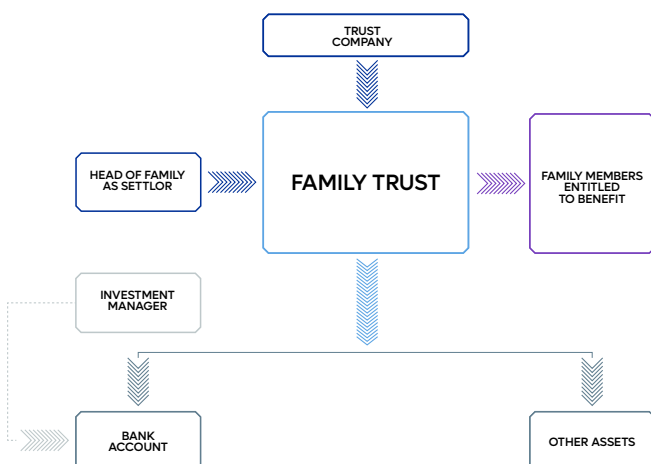 TRUST
COMPANY
HEAD OF FAMILY
AS SETTLOR
FAMILY TRUST
FAMILY MEMBERS
ENTITLED
TO BENEFIT
INVESTMENT
MANAGER
BANK
ACCOUNT
OTHER ASSETS